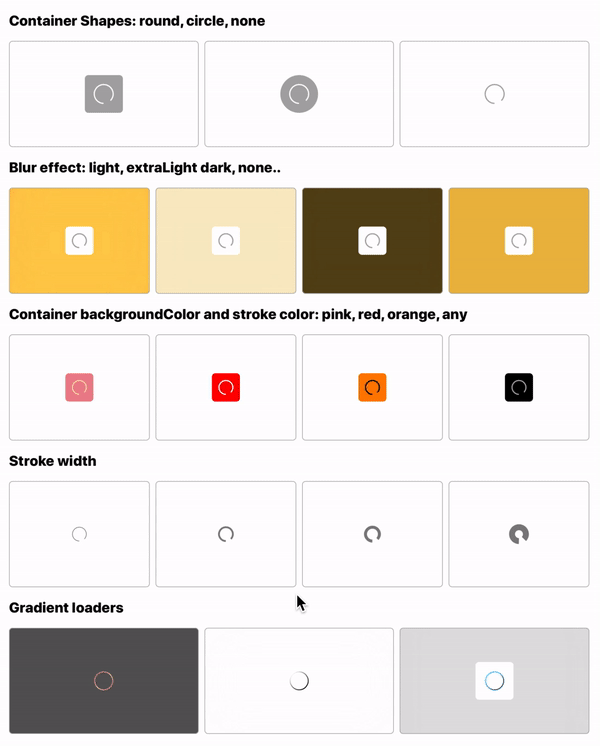 Container Shapes: round, circle, none
Blur effect: light, extraLight dark, none..
Container backgroundColor and stroke color: pink, red, orange, any
Stroke width
Gradient loaders